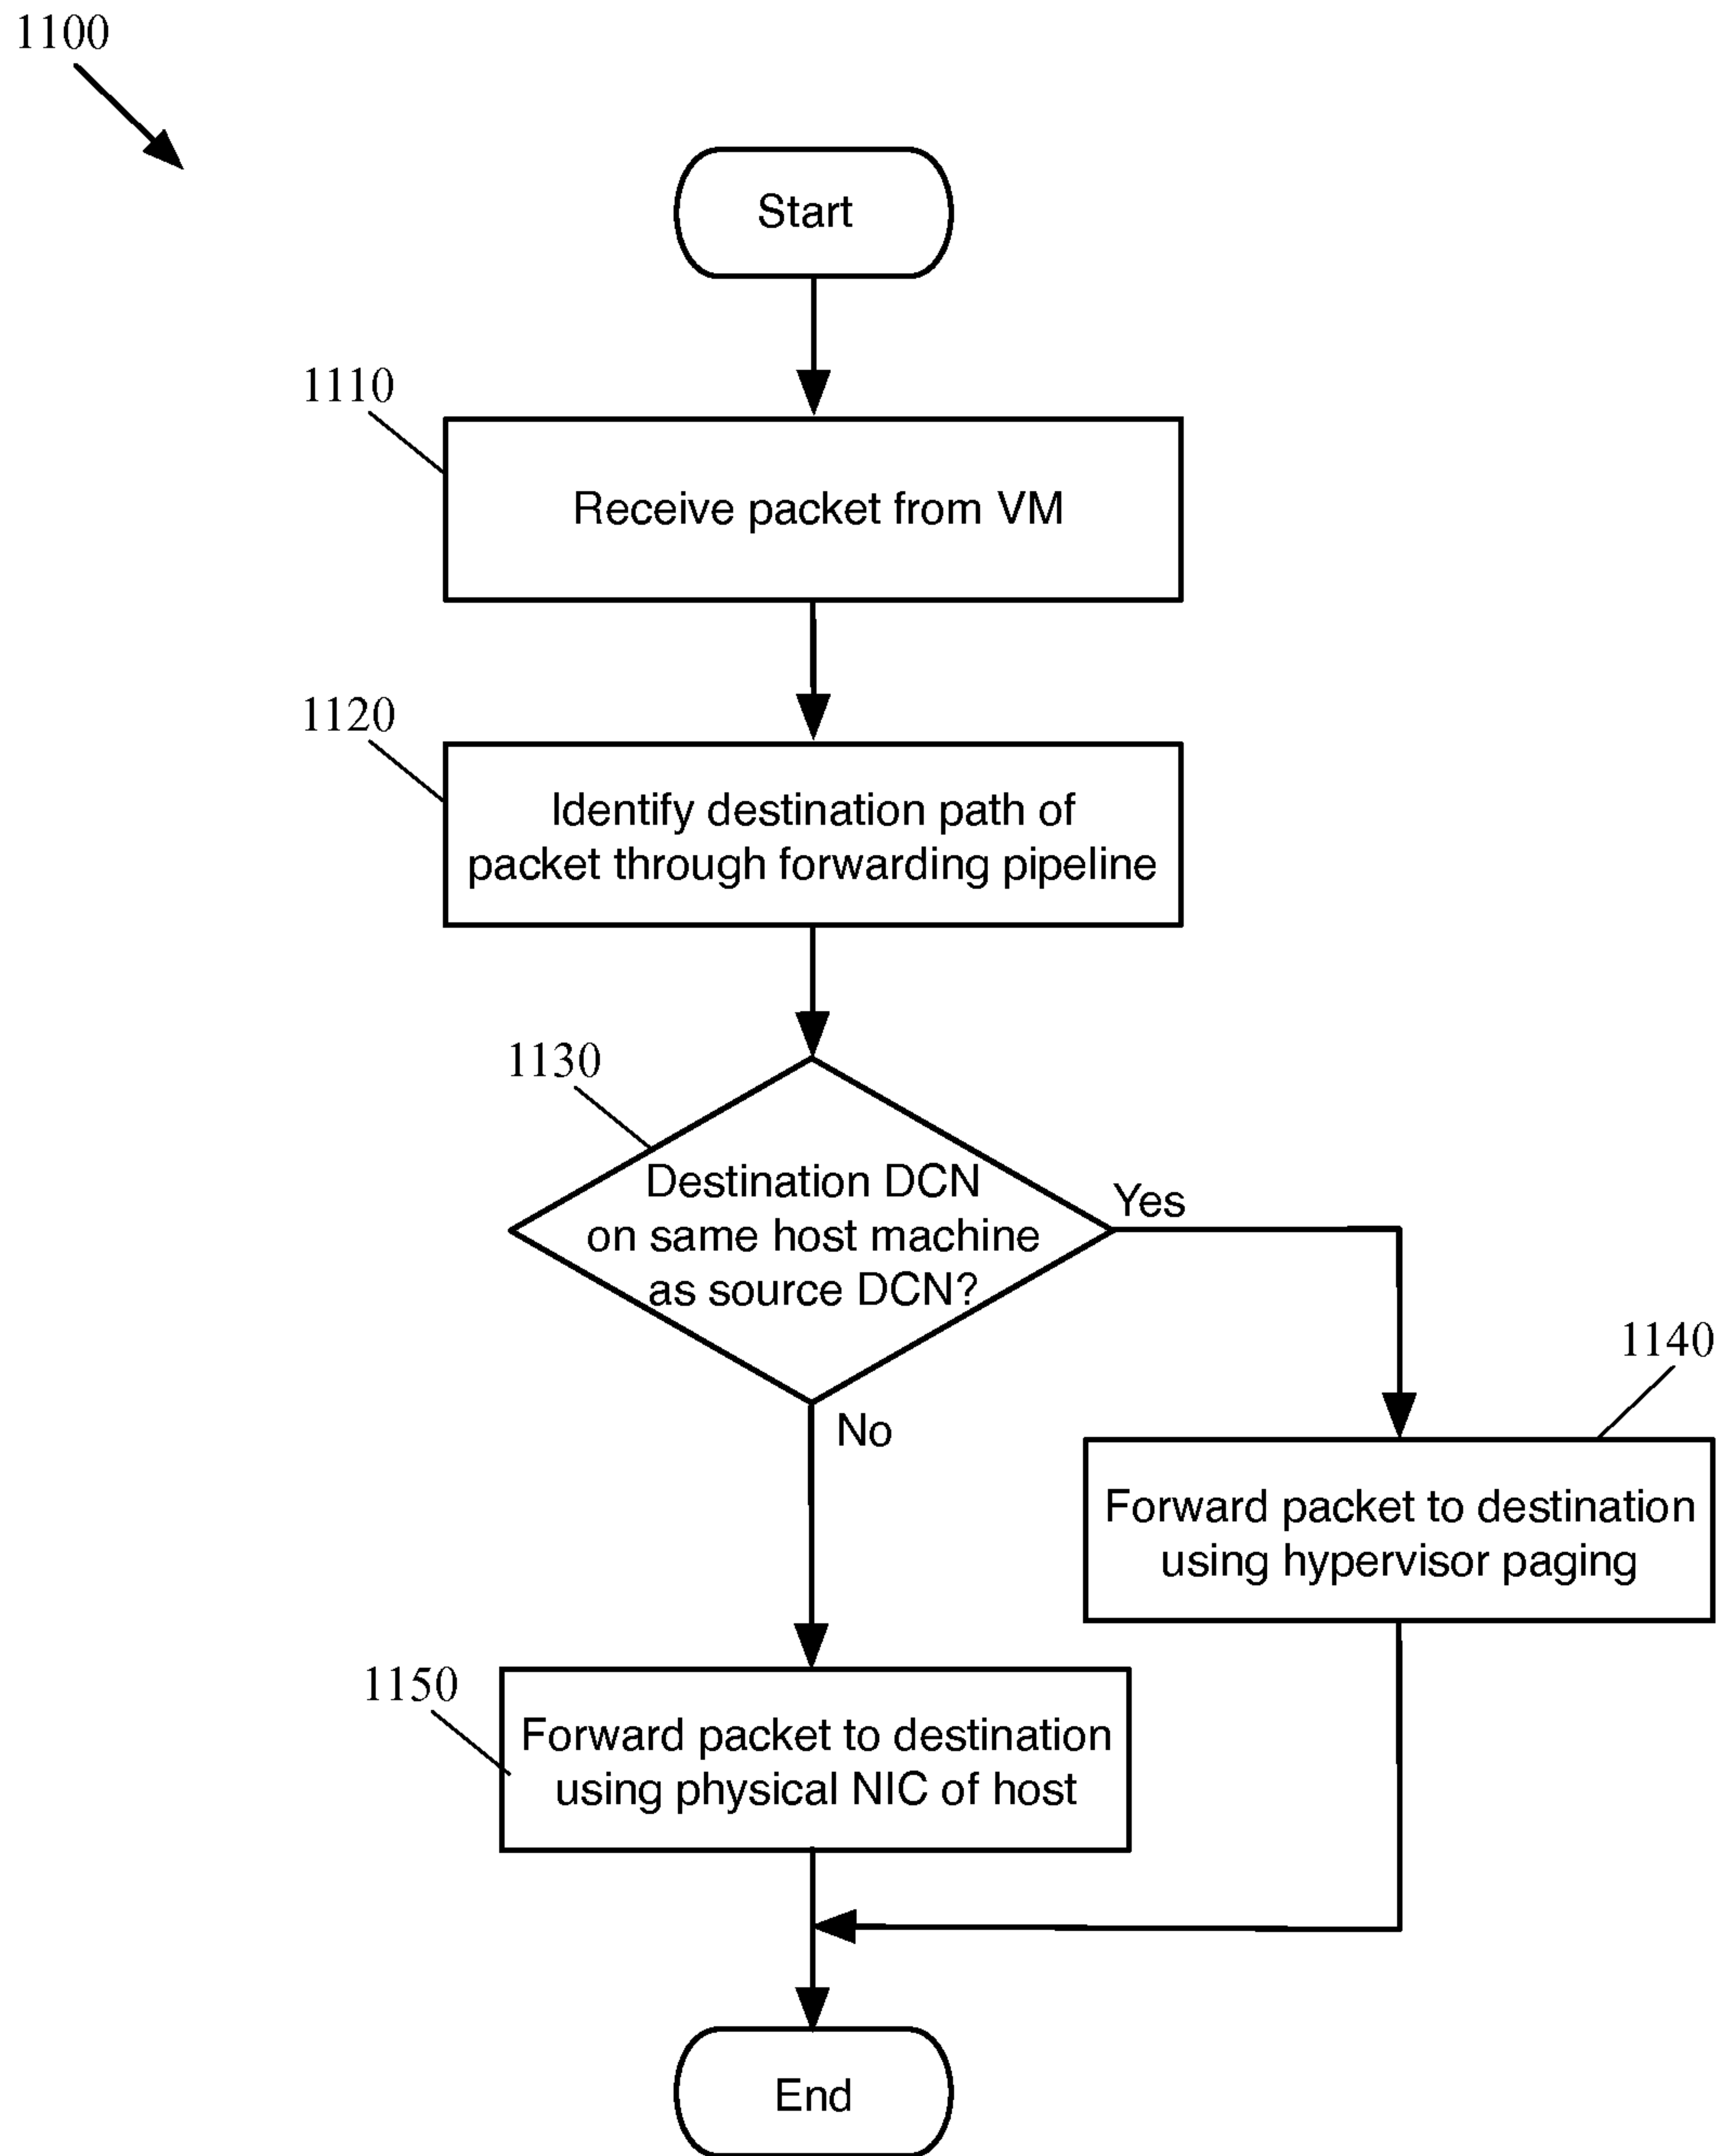 1100
Start
1110
Receive packet from VM
1120
Identify destination path of
packet through forwarding pipeline
1130
Destination DCN
on same host machine
as source DCN?
Yes
No
1140
Forward packet to destination
using hypervisor paging
1150
Forward packet to destination
using physical NIC of host
End